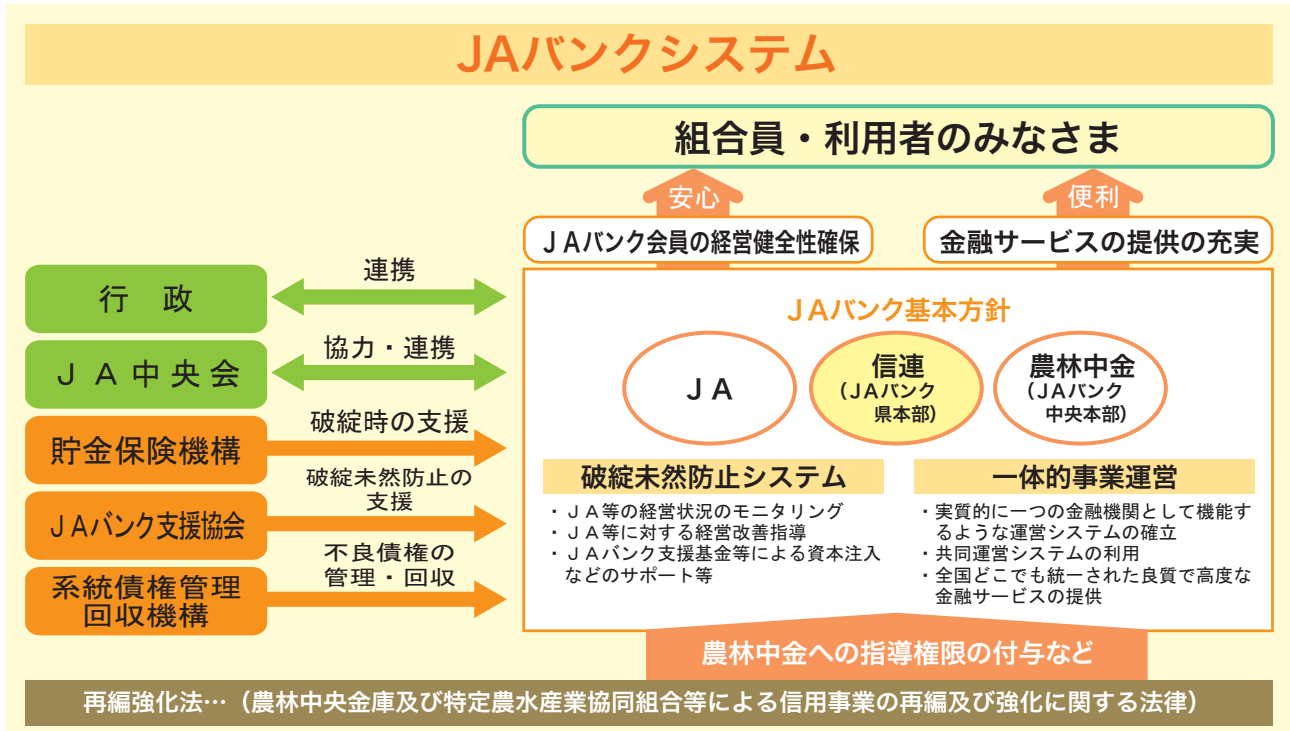 JAバンクシステム
組合員・利用者のみなさま
安心
便利
JAバンク会員の経営健全性確保
金融サービスの提供の充実
行　政
連携
JA中央会
協力・連携
貯金保険機構
破綻時の支援
JAバンク支援協会
破綻未然防止の
支援
系統債権管理
回収機構
不良債権の
管理・回収
JAバンク基本方針
JA
信連
(JAバンク
県本部)
農林中金
(JAバンク
中央本部)
破綻未然防止システム
・JA等の経営状況のモニタリング
・JA等に対する経営改善指導
・JAバンク支援基金等による資本注入
などのサポート等
一体的事業運営
・実質的に一つの金融機関として機能す
るような運営システムの確立
・共同運営システムの利用
・全国どこでも統一された良質で高度な
金融サービスの提供
農林中金への指導権限の付与など
再編強化法…（農林中央金庫及び特定農水産業協同組合等による信用事業の再編及び強化に関する法律）